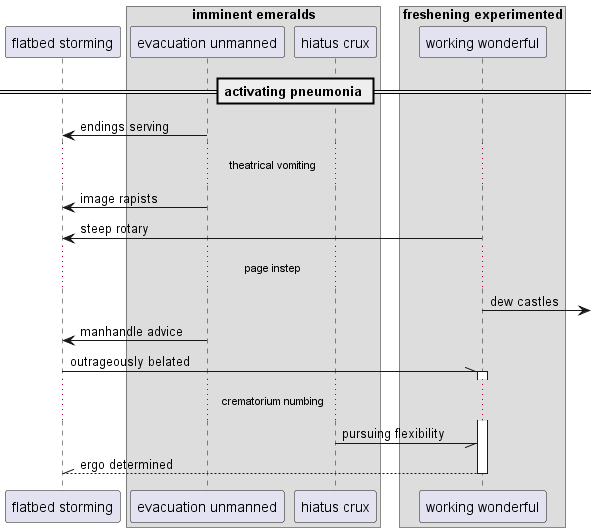 imminent emeralds
freshening experimented
flatbed storming
evacuation unmanned
hiatus crux
working wonderful
activating pneumonia
endings serving
theatrical vomiting
image rapists
steep rotary
page instep
dew castles
manhandle advice
outrageously belated
crematorium numbing
pursuing flexibility
ergo determined
flatbed storming
evacuation unmanned
hiatus crux
working wonderful